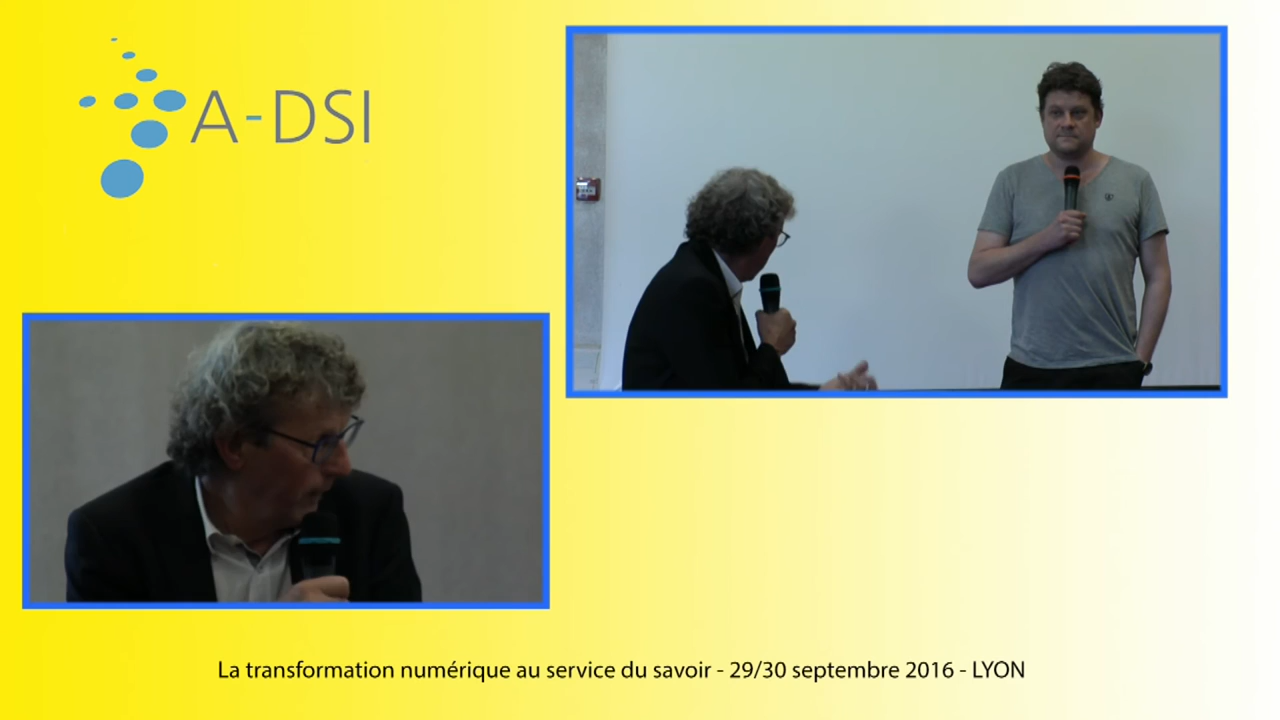 A-DSI
La transformation numérique au service du savoir - 29/30 septembre 2016 - LYON